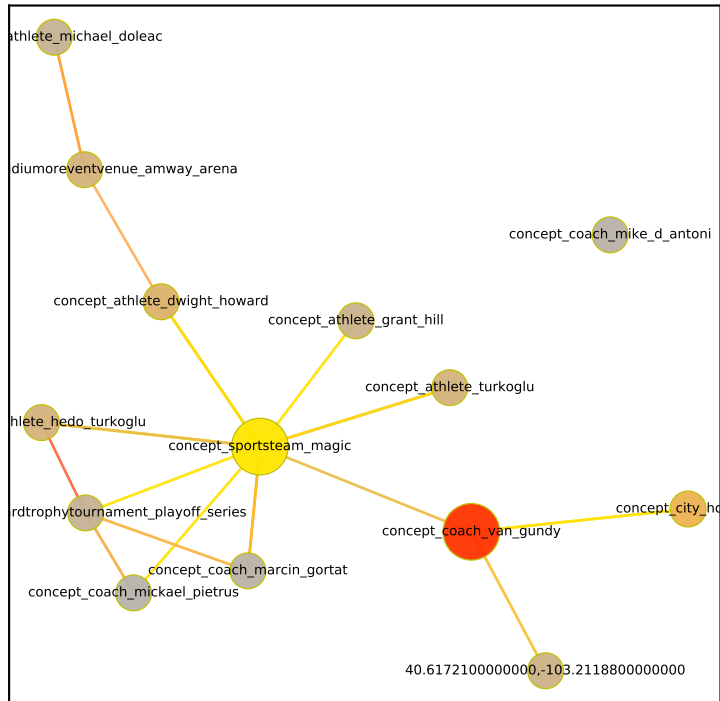 athlete_michael_doleac
diumoreventvenue_amway_arena
concept_coach_mike_d_antoni
concept_athlete_dwight_howard
concept_athlete_grant_hill
concept_athlete_turkoglu
hlete_hedo_turkoglu
concept_sportsteam_magic
rdtrophytournament_playoff_series
concept_city_ho
concept_coach_van_gundy
concept_coach_marcin_gortat
concept_coach_mickael_pietrus
40.6172100000000,-103.2118800000000